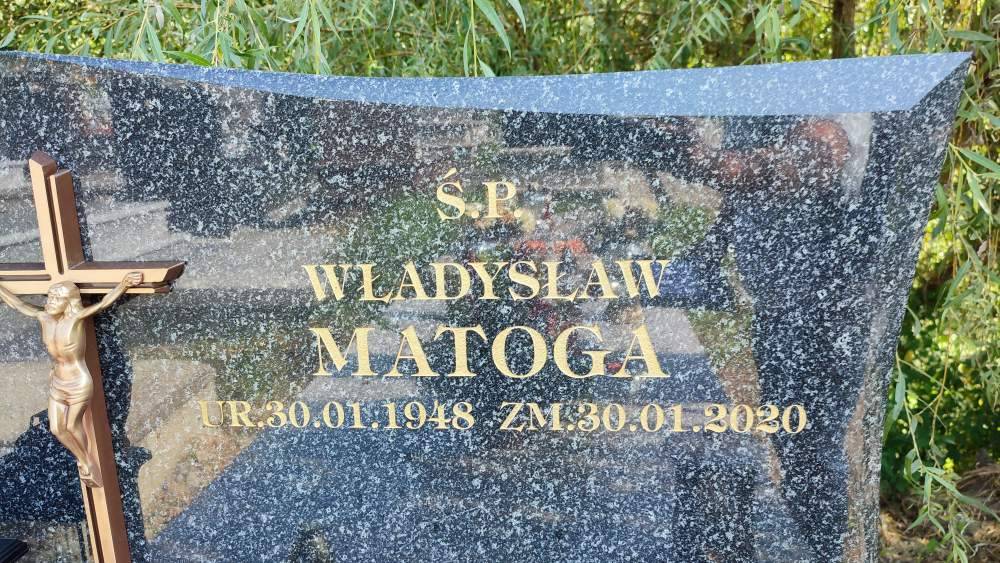 Ś.P.
WŁADYSŁAW
MATOGA
UR.30.01.1948 ZM.30.01.2020